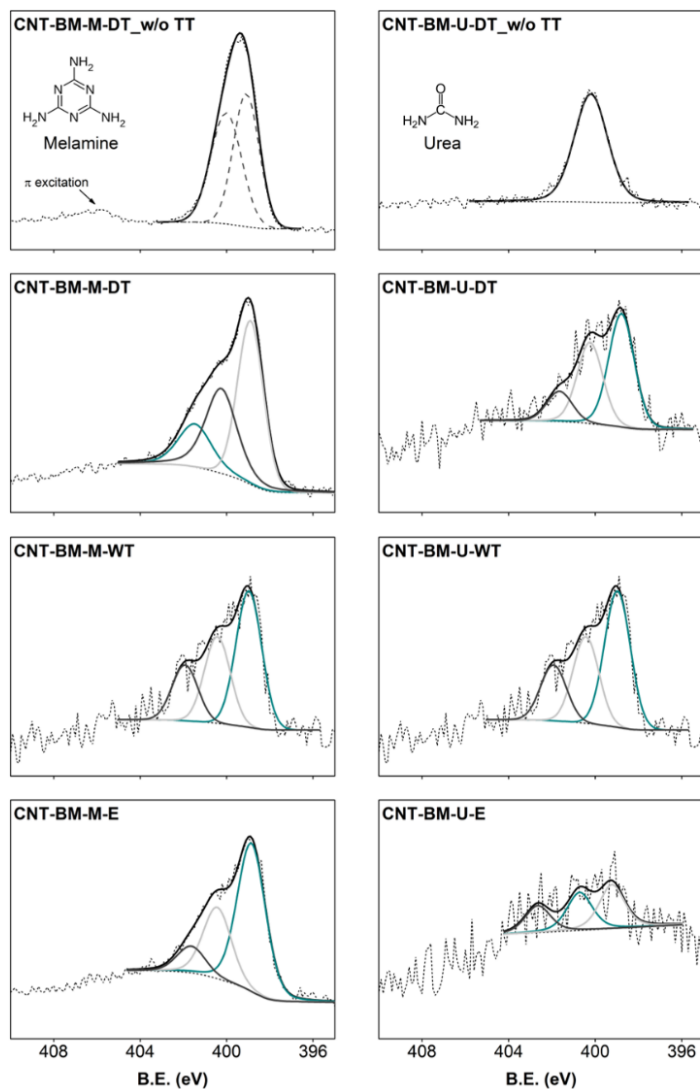 CNT-BM-M-DT_w/o TT
NH₂
N
N
H₂N
N
NH₂
Melamine
π excitation
CNT-BM-U-DT_w/o TT
O
C
H₂N
NH₂
Urea
CNT-BM-M-DT
CNT-BM-U-DT
CNT-BM-M-WT
CNT-BM-U-WT
CNT-BM-M-E
CNT-BM-U-E
408 404 400 396
408 404 400 396
B.E. (eV)
B.E. (eV)